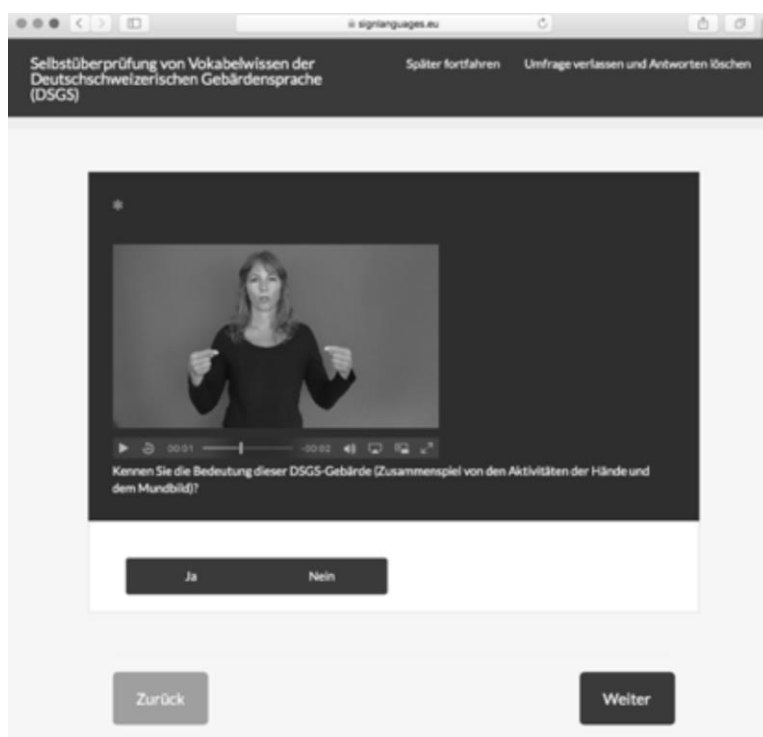 signlanguages.eu
Selbstüberprüfung von Vokabelwissen der
Deutschschweizerischen Gebärdensprache
(DSGS)
Später fortfahren
Umfrage verlassen und Antworten löschen
*
00:01
-00:02
Kennen Sie die Bedeutung dieser DSGS-Gebärde (Zusammenspiel von den Aktivitäten der Hände und
dem Mundbild)?
Ja
Nein
Zurück
Weiter